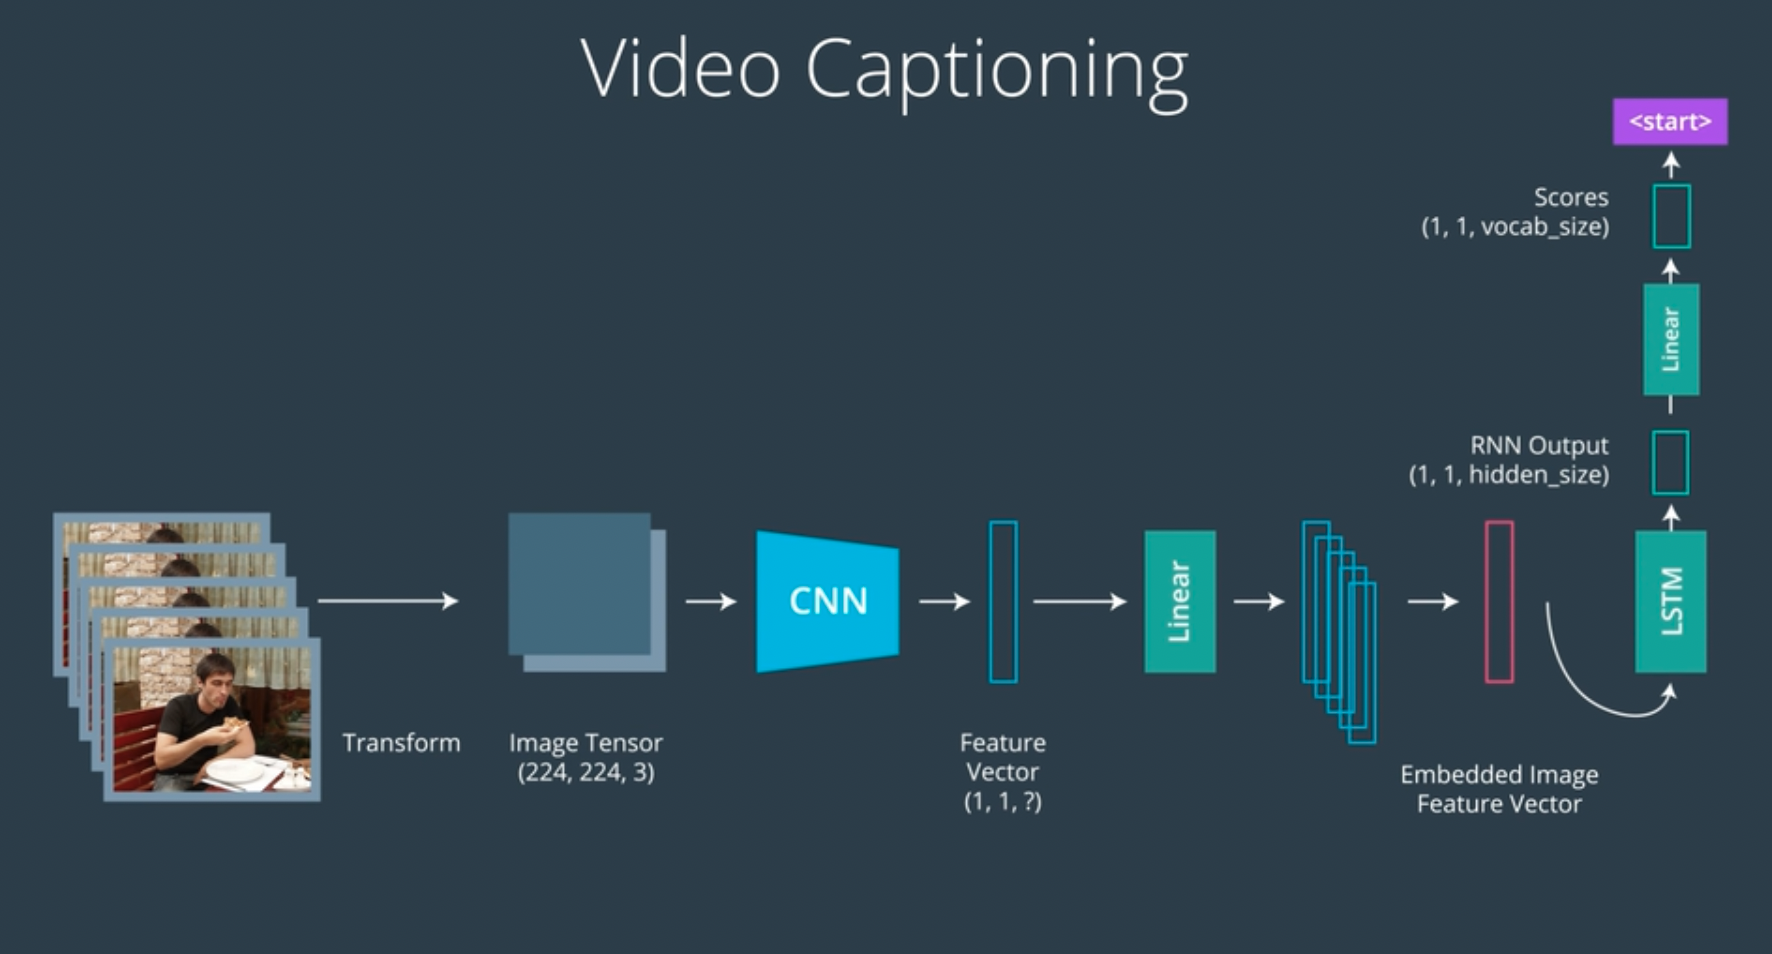 Video Captioning
<start>
Scores
(1, 1, vocab_size)
Linear
RNN Output
(1, 1, hidden_size)
CNN
Linear
LSTM
Transform
Image Tensor
(224, 224, 3)
Feature
Vector
(1, 1, ?)
Embedded Image
Feature Vector